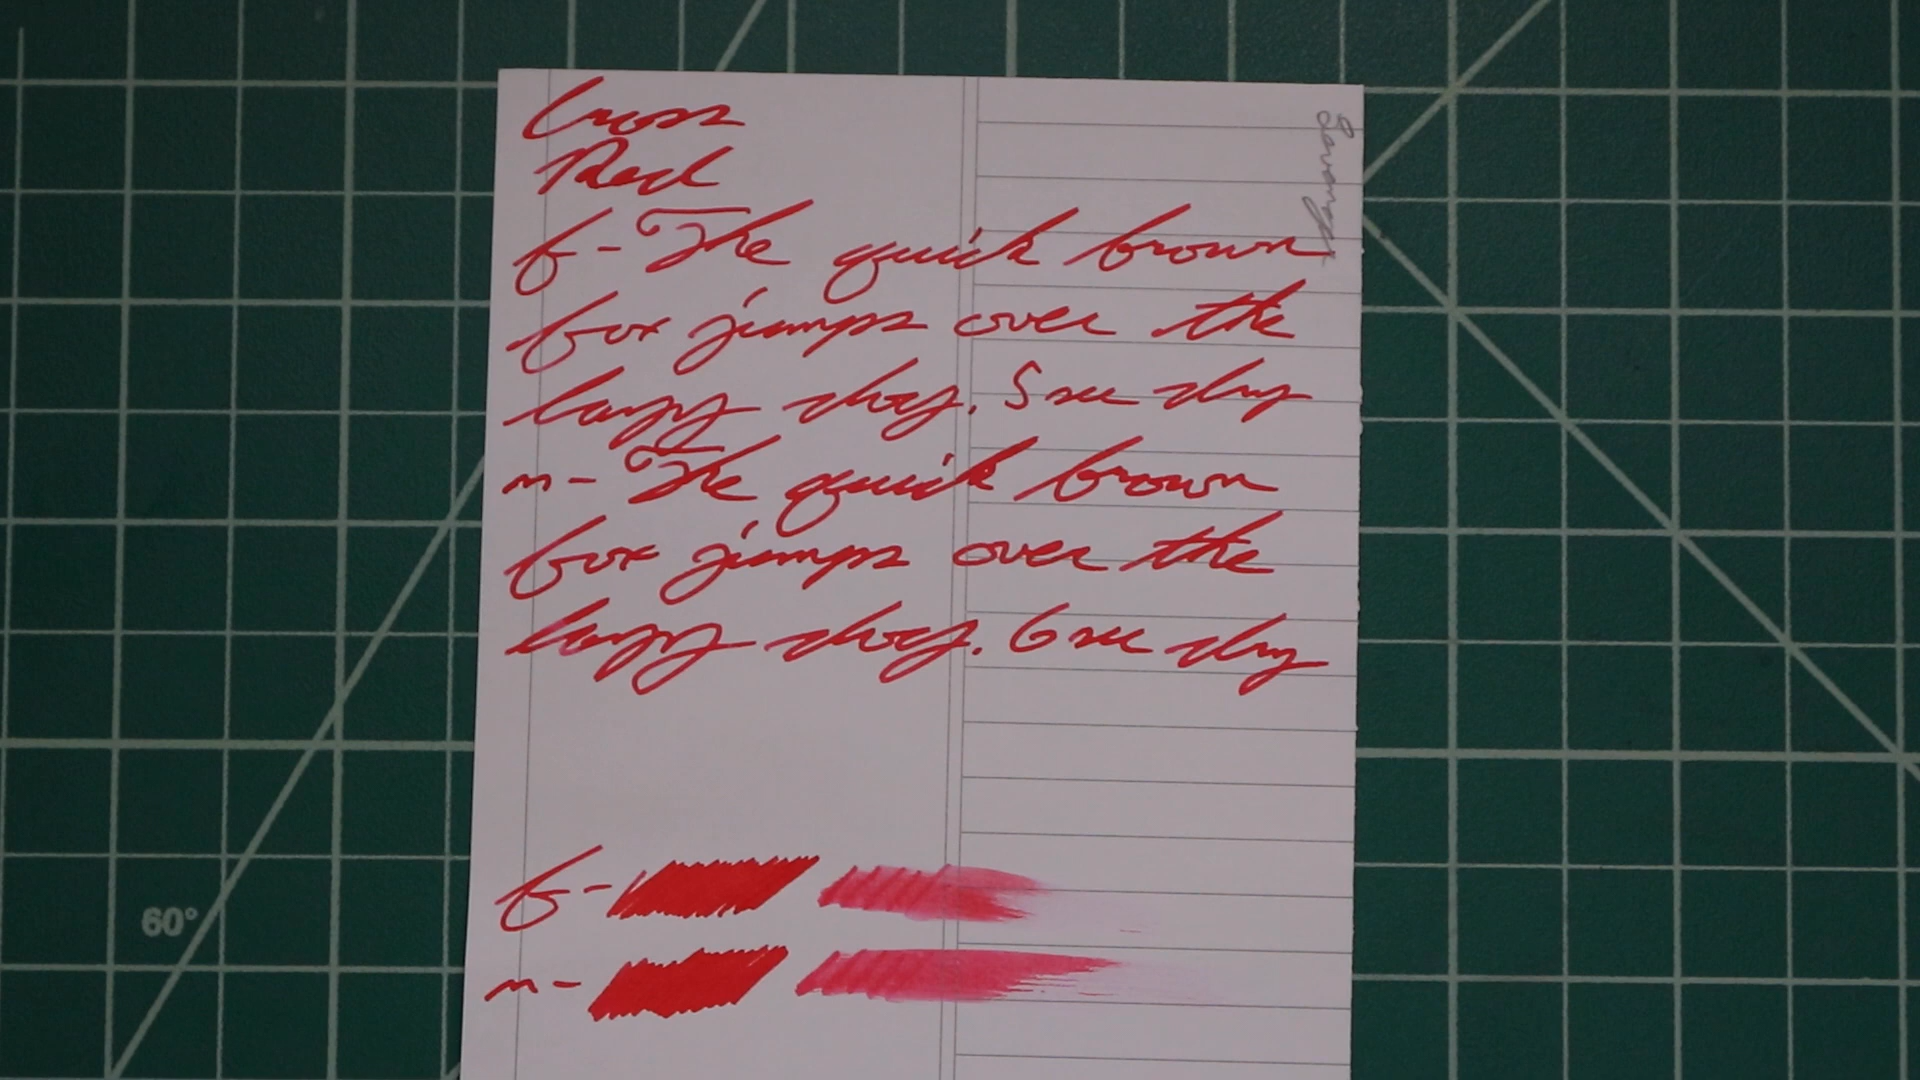 Cross
Red
f - The quick brown
fox jumps over the
lazy dog. 5 sec dry
m - The quick brown
fox jumps over the
lazy dog. 6 sec dry
f -
m -
60°